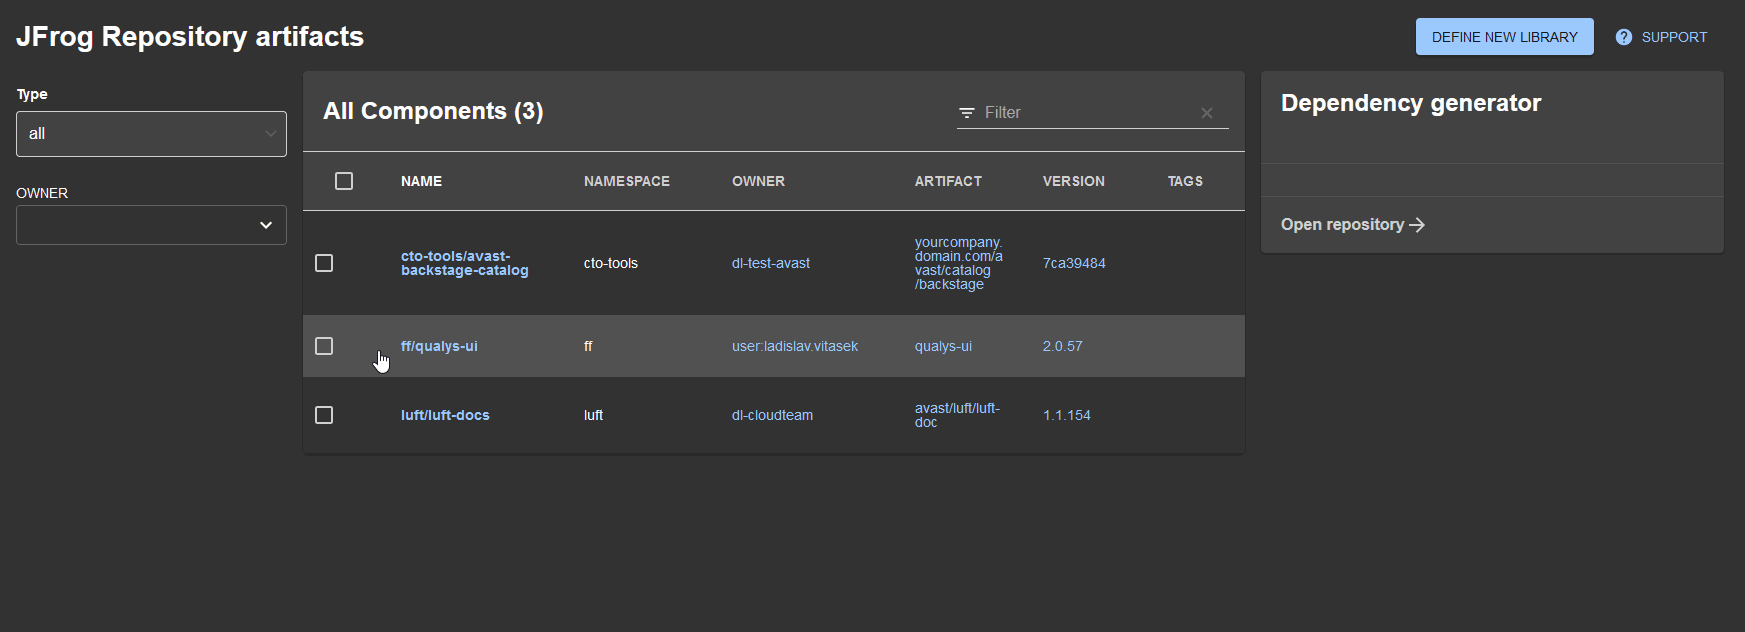 JFrog Repository artifacts
DEFINE NEW LIBRARY
? SUPPORT
Type
all
OWNER
All Components (3)
Filter
NAME NAMESPACE OWNER ARTIFACT VERSION TAGS
cto-tools/avast-
backstage-catalog
cto-tools
dl-test-avast
yourcompany.
domain.com/a
vast/catalog
/backstage
7ca39484
ff/qualys-ui ff user:ladislav.vitasek qualys-ui 2.0.57
luft/luft-docs luft dl-cloudteam
avast/luft/luft-
doc
1.1.154
Dependency generator
Open repository